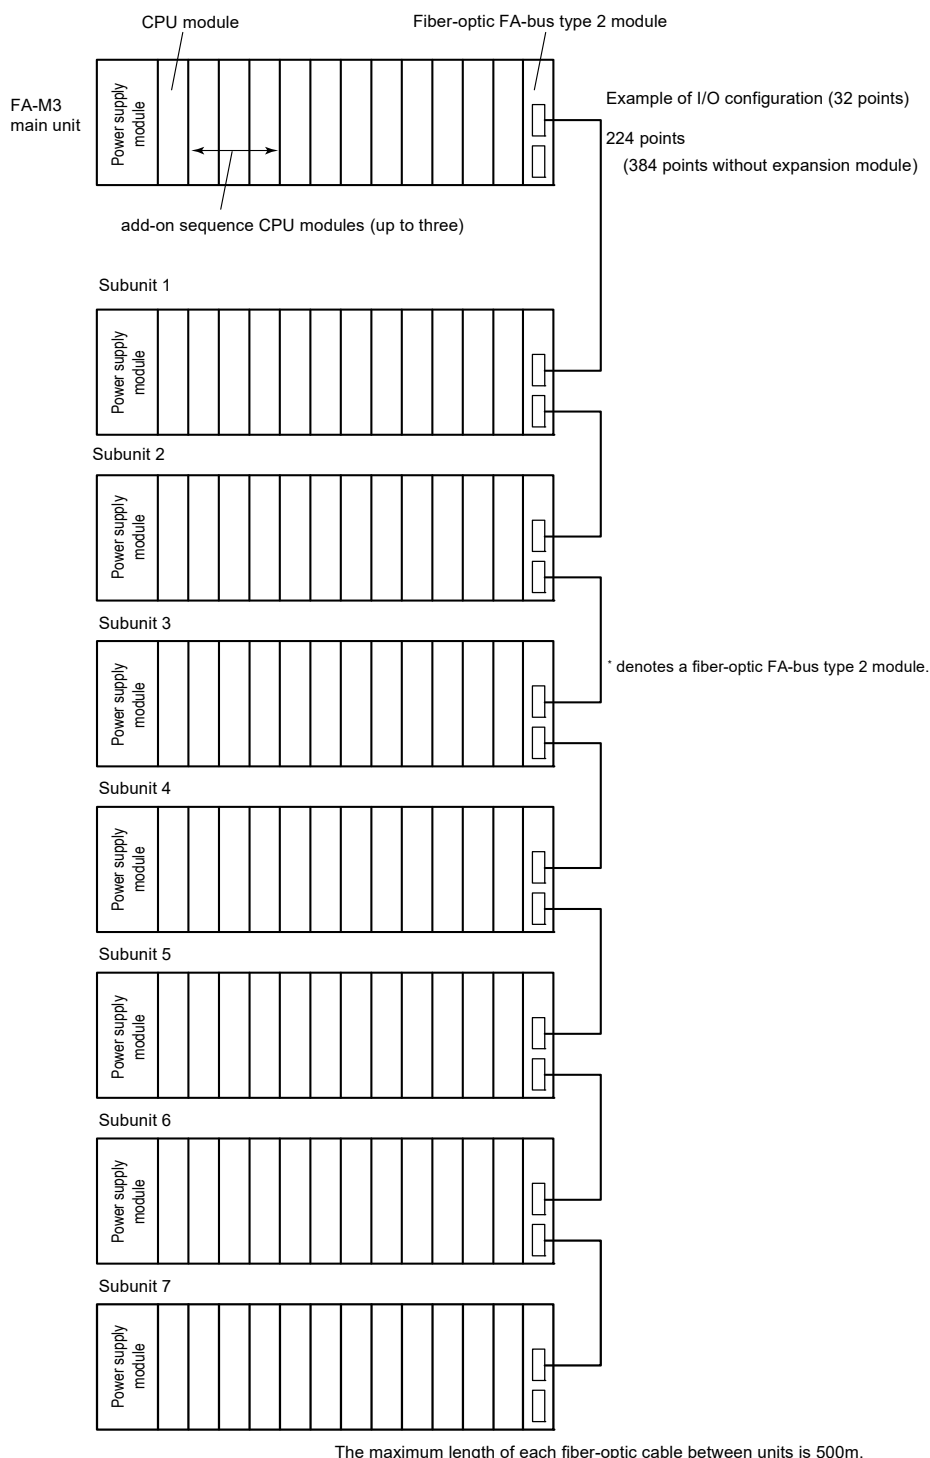 CPU module
Fiber-optic FA-bus type 2 module
FA-M3
main unit
Power supply
module
Example of I/O configuration (32 points)
224 points
(384 points without expansion module)
add-on sequence CPU modules (up to three)
Subunit 1
Power supply
module
Subunit 2
Power supply
module
Subunit 3
Power supply
module
* denotes a fiber-optic FA-bus type 2 module.
Subunit 4
Power supply
module
Subunit 5
Power supply
module
Subunit 6
Power supply
module
Subunit 7
Power supply
module
The maximum length of each fiber-optic cable between units is 500m.